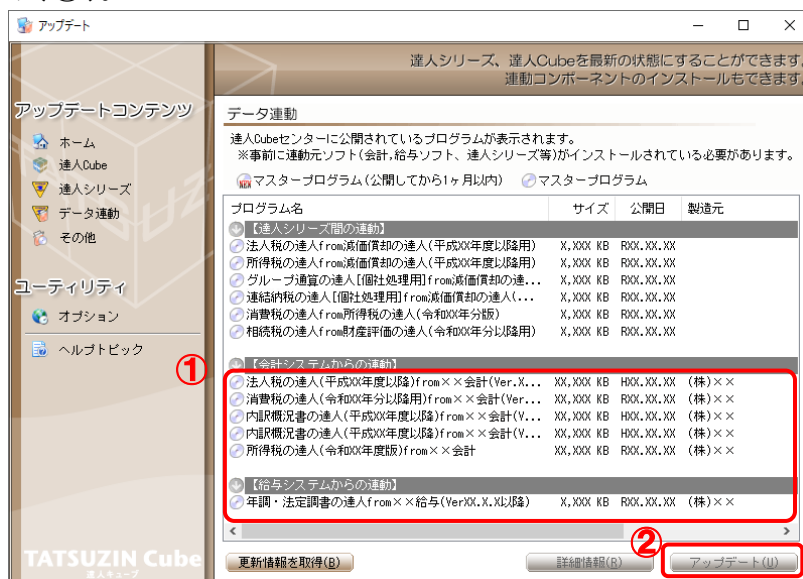 アップデート
達人シリーズ、達人Cubeを最新の状態にすることができます
連動コンポーネントのインストールもできます
アップデートコンテンツ
ホーム
達人Cube
達人シリーズ
データ連動
その他
ユーティリティ
オプション
ヘルプトピック
データ連動
達人Cubeセンターに公開されているプログラムが表示されます。
※事前に連動元ソフト(会計,給与ソフト、達人シリーズ等)がインストールされている必要があります。
マスタープログラム(公開してから1ヶ月以内) マスタープログラム
プログラム名 サイズ 公開日 製造元
【達人シリーズ間の連動】
法人税の達人from減価償却の達人(平成XX年度以降用) X,XXX KB RXX.XX.XX
所得税の達人from減価償却の達人(平成XX年度以降用) X,XXX KB RXX.XX.XX
グループ通算の達人[個社処理用]from減価償却の達... X,XXX KB RXX.XX.XX
連結納税の達人[個社処理用]from減価償却の達人(... X,XXX KB RXX.XX.XX
消費税の達人from所得税の達人(令和XX年分版) X,XXX KB RXX.XX.XX
相続税の達人from財産評価の達人(令和XX年分以降用) X,XXX KB RXX.XX.XX
①
【会計システムからの連動】
法人税の達人(平成XX年度以降)from××会計(Ver.X... XX,XXX KB HXX.XX.XX (株)××
消費税の達人(令和XX年分以降用)from××会計(Ver... XX,XXX KB RXX.XX.XX (株)××
内訳概況書の達人(平成XX年度以降)from××会計(V... XX,XXX KB HXX.XX.XX (株)××
内訳概況書の達人(平成XX年度以降)from××会計(V... XX,XXX KB RXX.XX.XX (株)××
所得税の達人(令和XX年度版)from××会計 XX,XXX KB RXX.XX.XX (株)××
【給与システムからの連動】
年調・法定調書の達人from××給与(VerXX.X.X以降) X,XXX KB RXX.XX.XX (株)××
②
更新情報を取得(B) 詳細情報(R) アップデート(U)
TATSUZIN Cube
達人キューブ